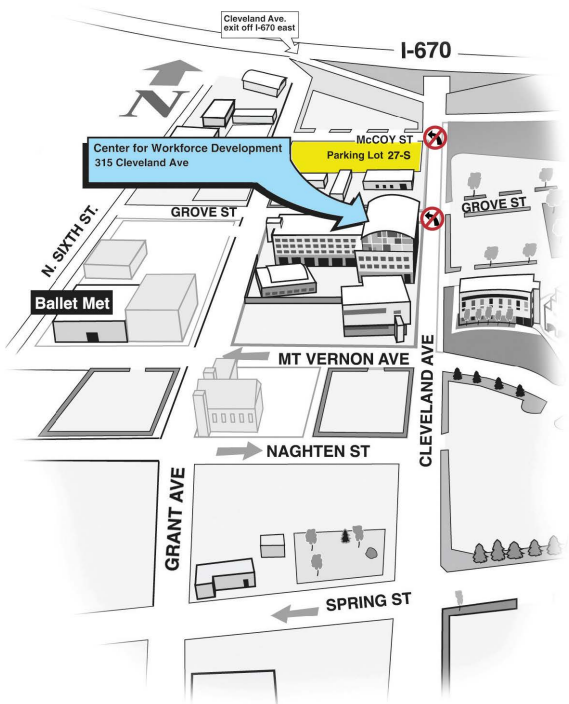 Cleveland Ave.
exit off I-670 east
I-670
N
McCOY ST
Parking Lot 27-S
Center for Workforce Development
315 Cleveland Ave
GROVE ST
GROVE ST
N. SIXTH ST.
Ballet Met
MT VERNON AVE
CLEVELAND AVE
NAGHTEN ST
GRANT AVE
SPRING ST